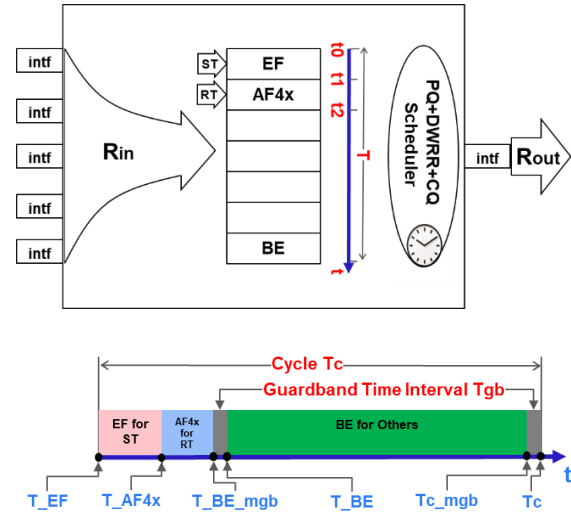 intf
intf
intf
intf
intf
Rin
ST
RT
EF
AF4x
BE
t0
t1
t2
T
t
PQ+DWRR+CQ
Scheduler
intf
Rout
Cycle Tc
Guardband Time Interval Tgb
EF for
ST
AF4x
for
RT
BE for Others
t
T_EF
T_AF4x
T_BE_mgb
T_BE
Tc_mgb
Tc